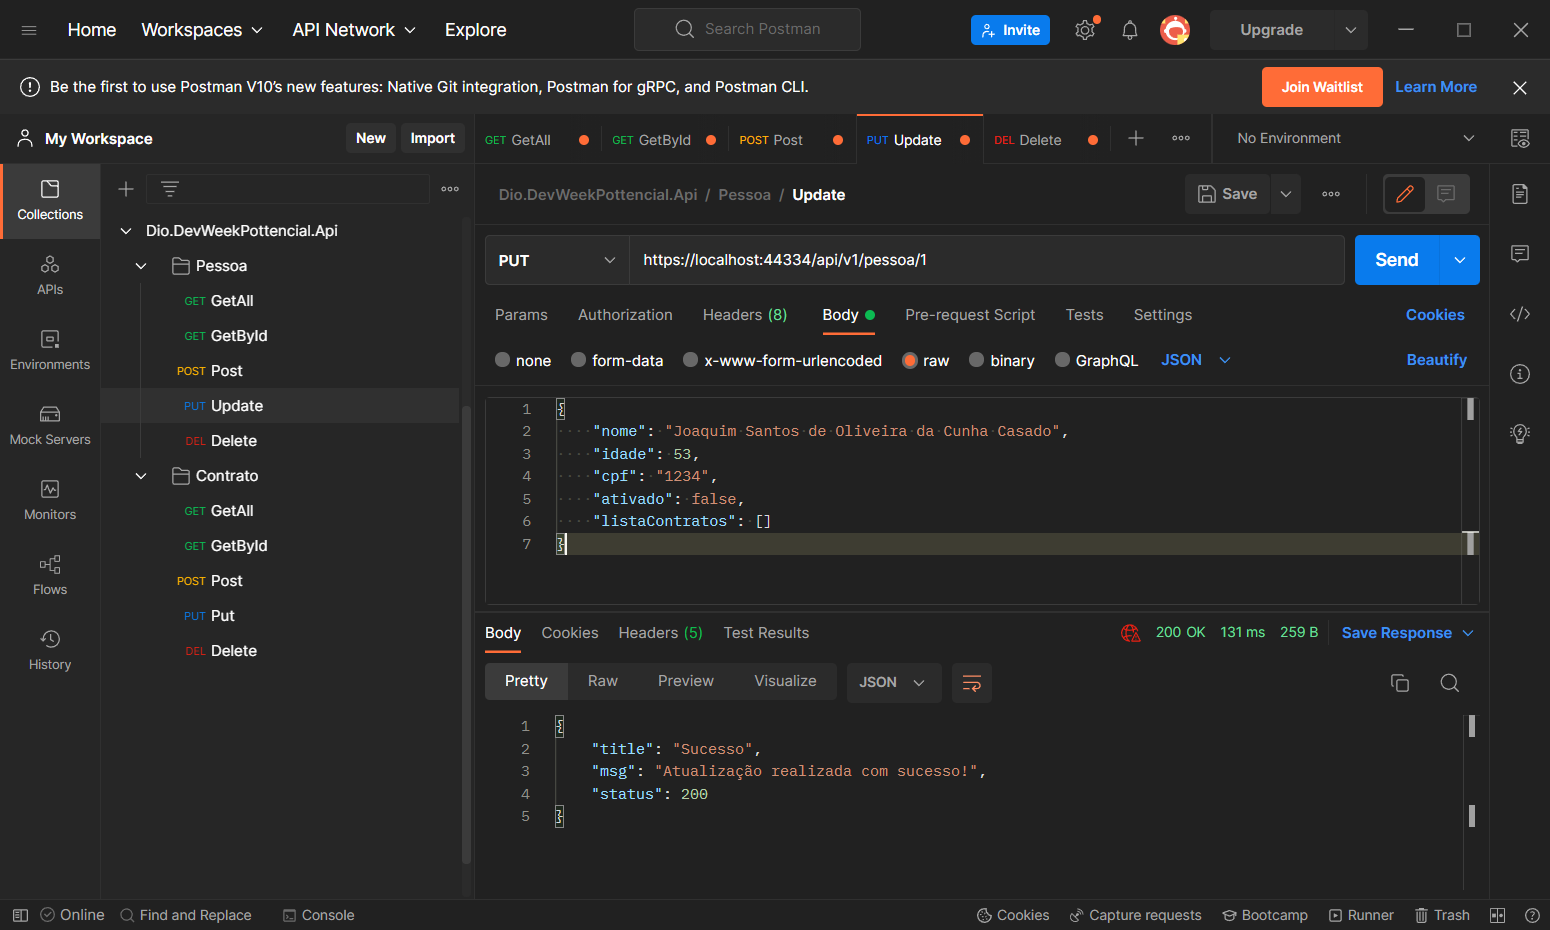 Home
Workspaces
API Network
Explore
Search Postman
Invite
Upgrade
Be the first to use Postman V10's new features: Native Git integration, Postman for gRPC, and Postman CLI.
Join Waitlist
Learn More
My Workspace
New
Import
GET GetAll
GET GetById
POST Post
PUT Update
DEL Delete
No Environment
Collections
APIs
Environments
Mock Servers
Monitors
Flows
History
Dio.DevWeekPottencial.Api
Pessoa
GET GetAll
GET GetById
POST Post
PUT Update
DEL Delete
Contrato
GET GetAll
GET GetById
POST Post
PUT Put
DEL Delete
Dio.DevWeekPottencial.Api / Pessoa / Update
Save
PUT
https://localhost:44334/api/v1/pessoa/1
Send
Params
Authorization
Headers (8)
Body
Pre-request Script
Tests
Settings
Cookies
none
form-data
x-www-form-urlencoded
raw
binary
GraphQL
JSON
Beautify
1 {
2 "nome": "Joaquim Santos de Oliveira da Cunha Casado",
3 "idade": 53,
4 "cpf": "1234",
5 "ativado": false,
6 "listaContratos": []
7 }
Body
Cookies
Headers (5)
Test Results
200 OK
131 ms
259 B
Save Response
Pretty
Raw
Preview
Visualize
JSON
1 {
2 "title": "Sucesso",
3 "msg": "Atualização realizada com sucesso!",
4 "status": 200
5 }
Online
Find and Replace
Console
Cookies
Capture requests
Bootcamp
Runner
Trash